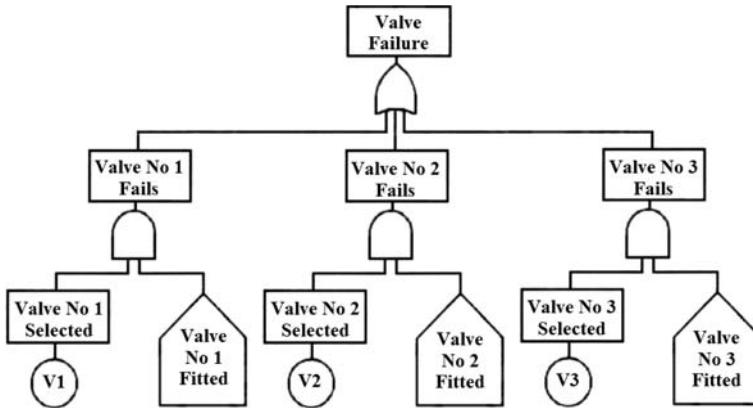 Valve
Failure
Valve No 1
Fails
Valve No 2
Fails
Valve No 3
Fails
Valve No 1
Selected
Valve
No 1
Fitted
Valve No 2
Selected
Valve
No 2
Fitted
Valve No 3
Selected
Valve
No 3
Fitted
V1
V2
V3